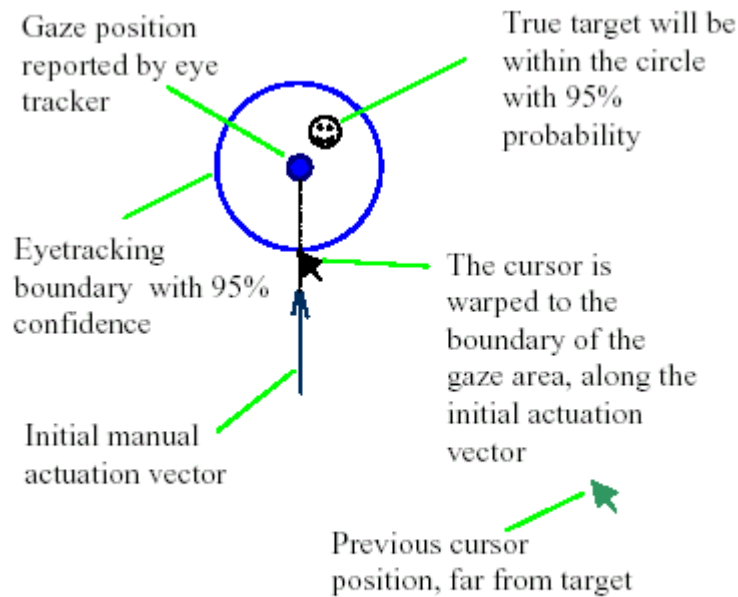 Gaze position
reported by eye
tracker
True target will be
within the circle
with 95%
probability
Eyetracking
boundary with 95%
confidence
The cursor is
warped to the
boundary of the
gaze area, along the
initial actuation
vector
Initial manual
actuation vector
Previous cursor
position, far from target